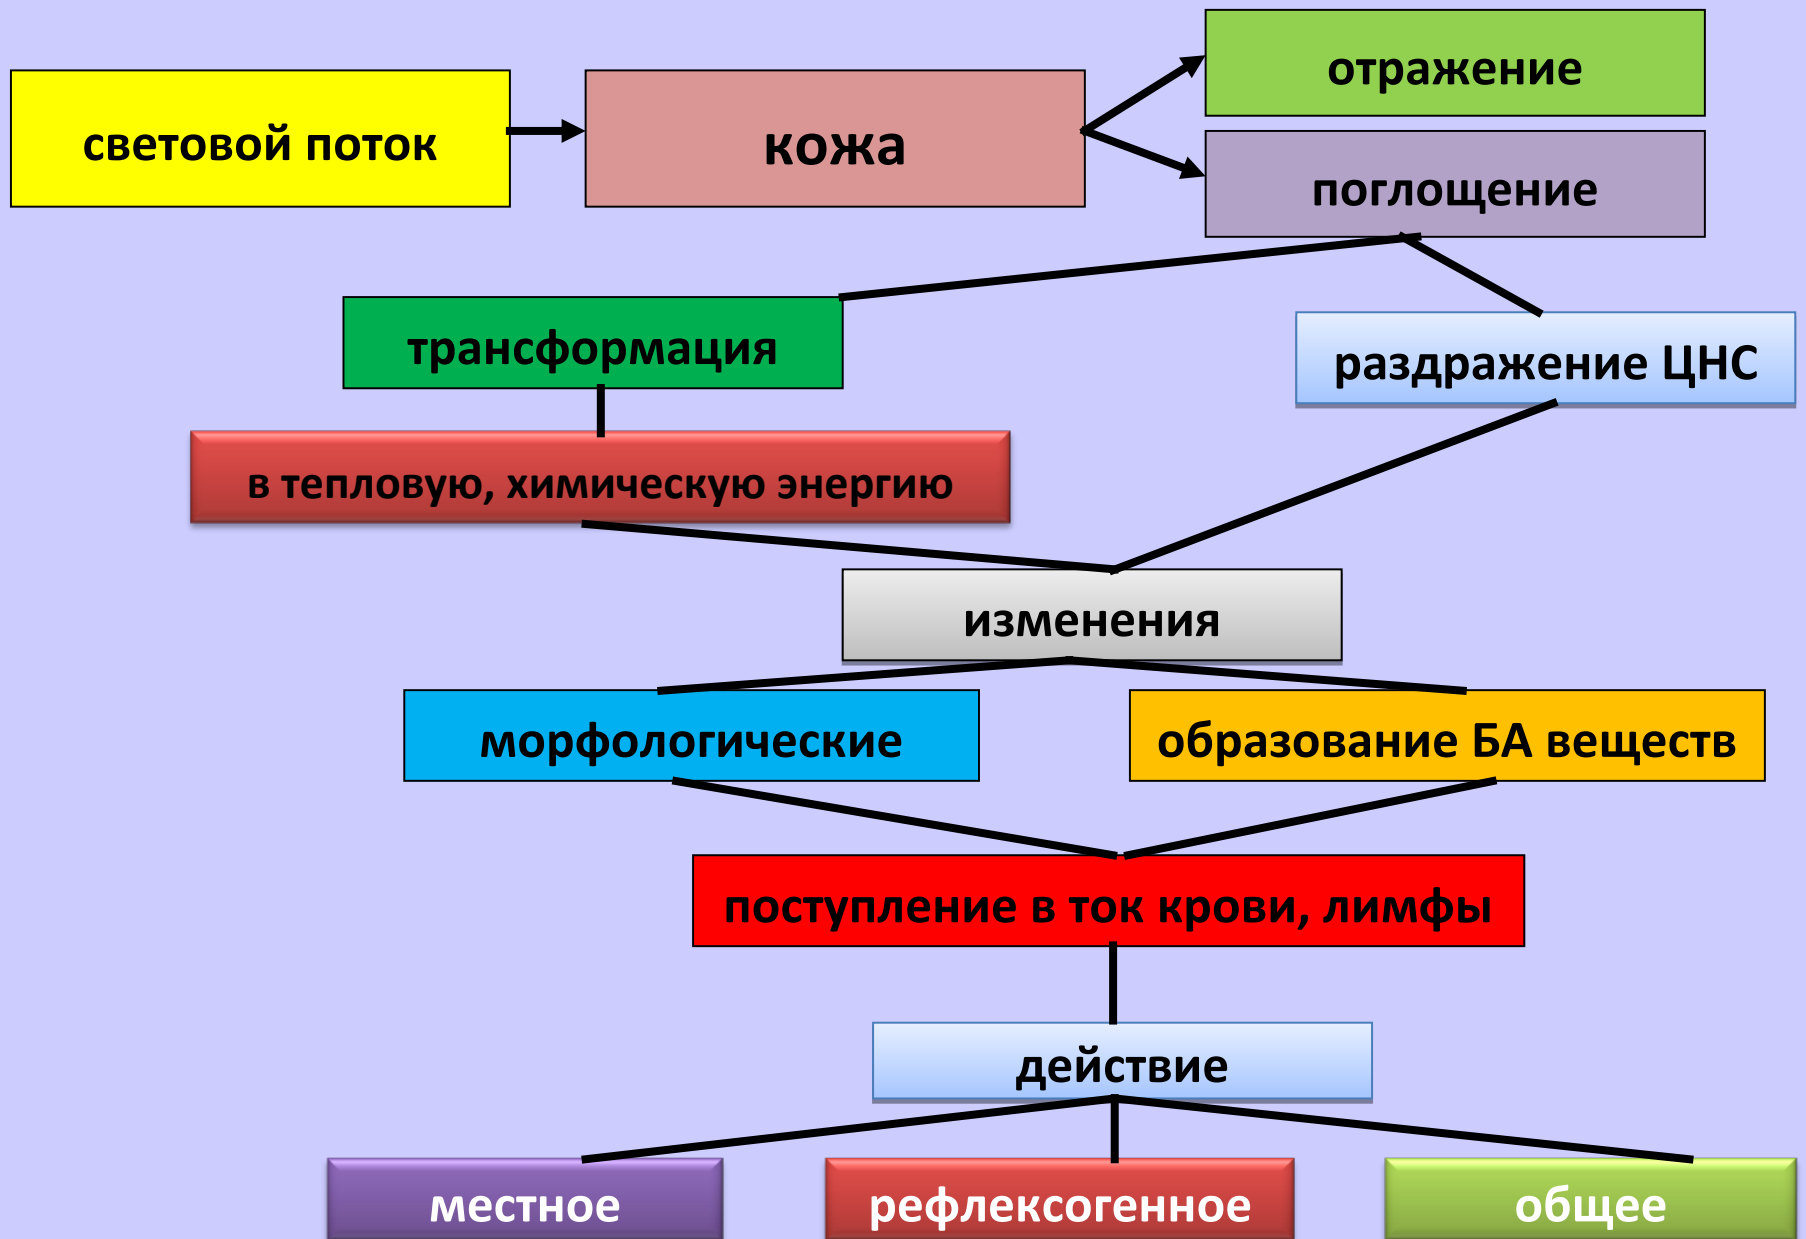 световой поток
кожа
отражение
поглощение
трансформация
раздражение ЦНС
в тепловую, химическую энергию
изменения
морфологические
образование БА веществ
поступление в ток крови, лимфы
действие
местное
рефлексогенное
общее